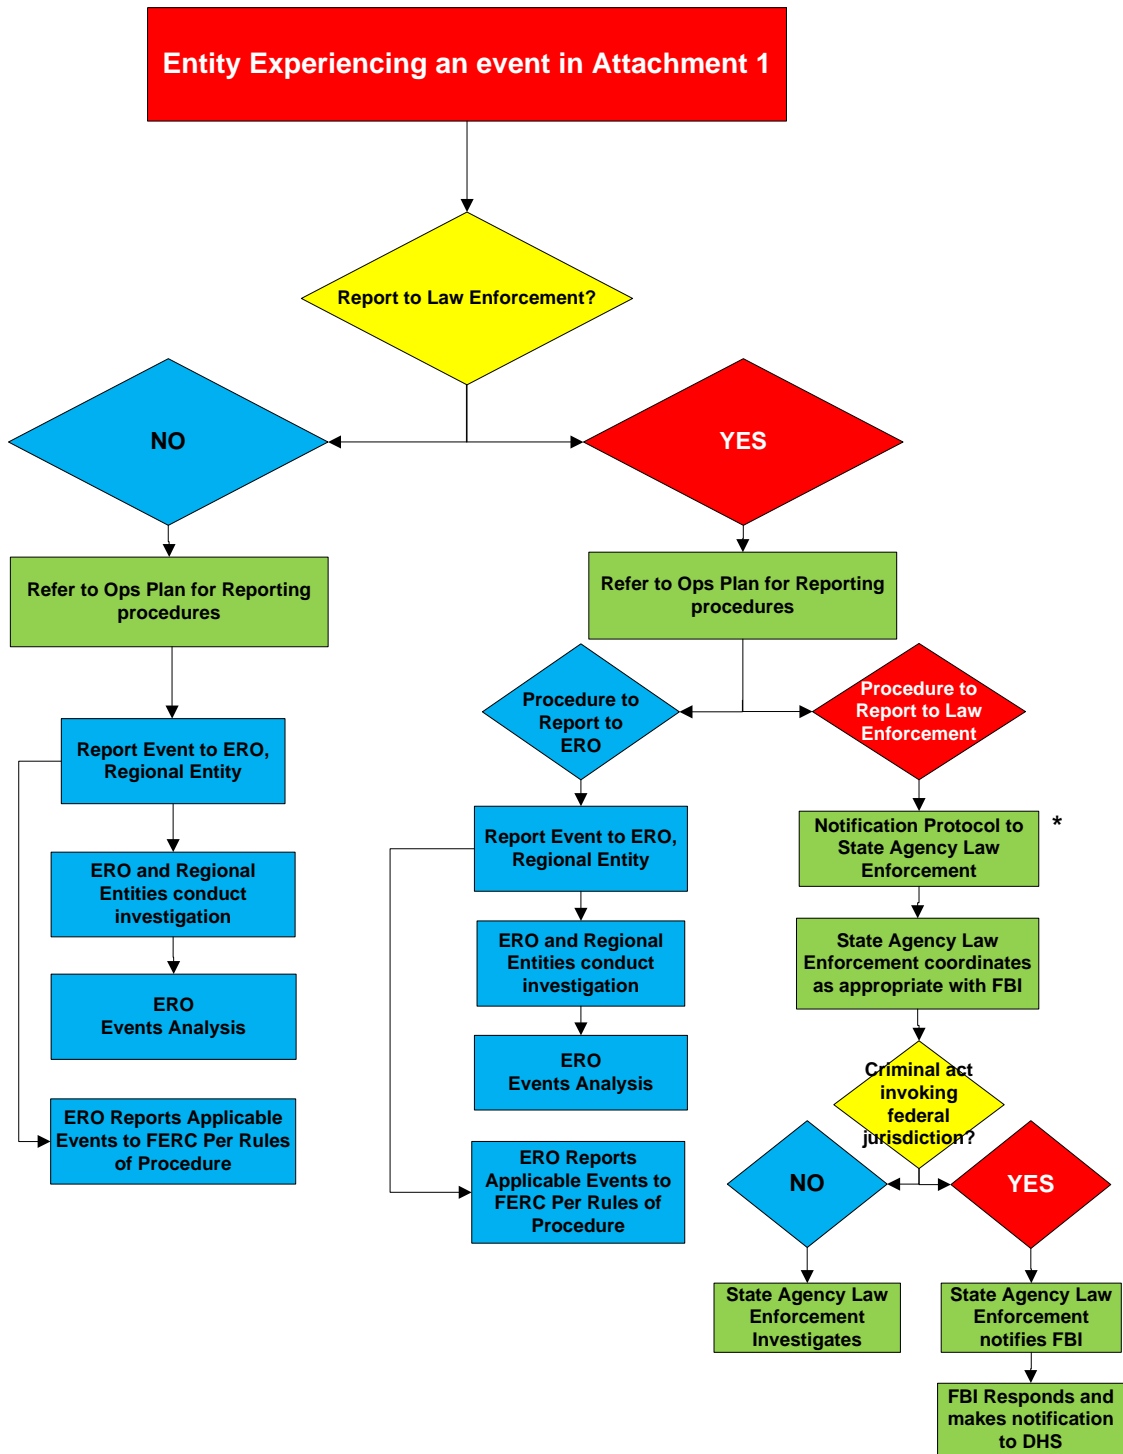 Entity Experiencing an event in Attachment 1
Report to Law Enforcement?
NO
YES
Refer to Ops Plan for Reporting
procedures
Refer to Ops Plan for Reporting
procedures
Report Event to ERO,
Regional Entity
ERO and Regional
Entities conduct
investigation
ERO
Events Analysis
ERO Reports Applicable
Events to FERC Per Rules
of Procedure
Procedure to
Report to
ERO
Report Event to ERO,
Regional Entity
ERO and Regional
Entities conduct
investigation
ERO
Events Analysis
ERO Reports
Applicable Events to
FERC Per Rules of
Procedure
Procedure to
Report to Law
Enforcement
Notification Protocol to
State Agency Law
Enforcement
*
State Agency Law
Enforcement coordinates
as appropriate with FBI
Criminal act
invoking
federal
jurisdiction?
NO
YES
State Agency Law
Enforcement
Investigates
State Agency Law
Enforcement
notifies FBI
FBI Responds and
makes notification
to DHS